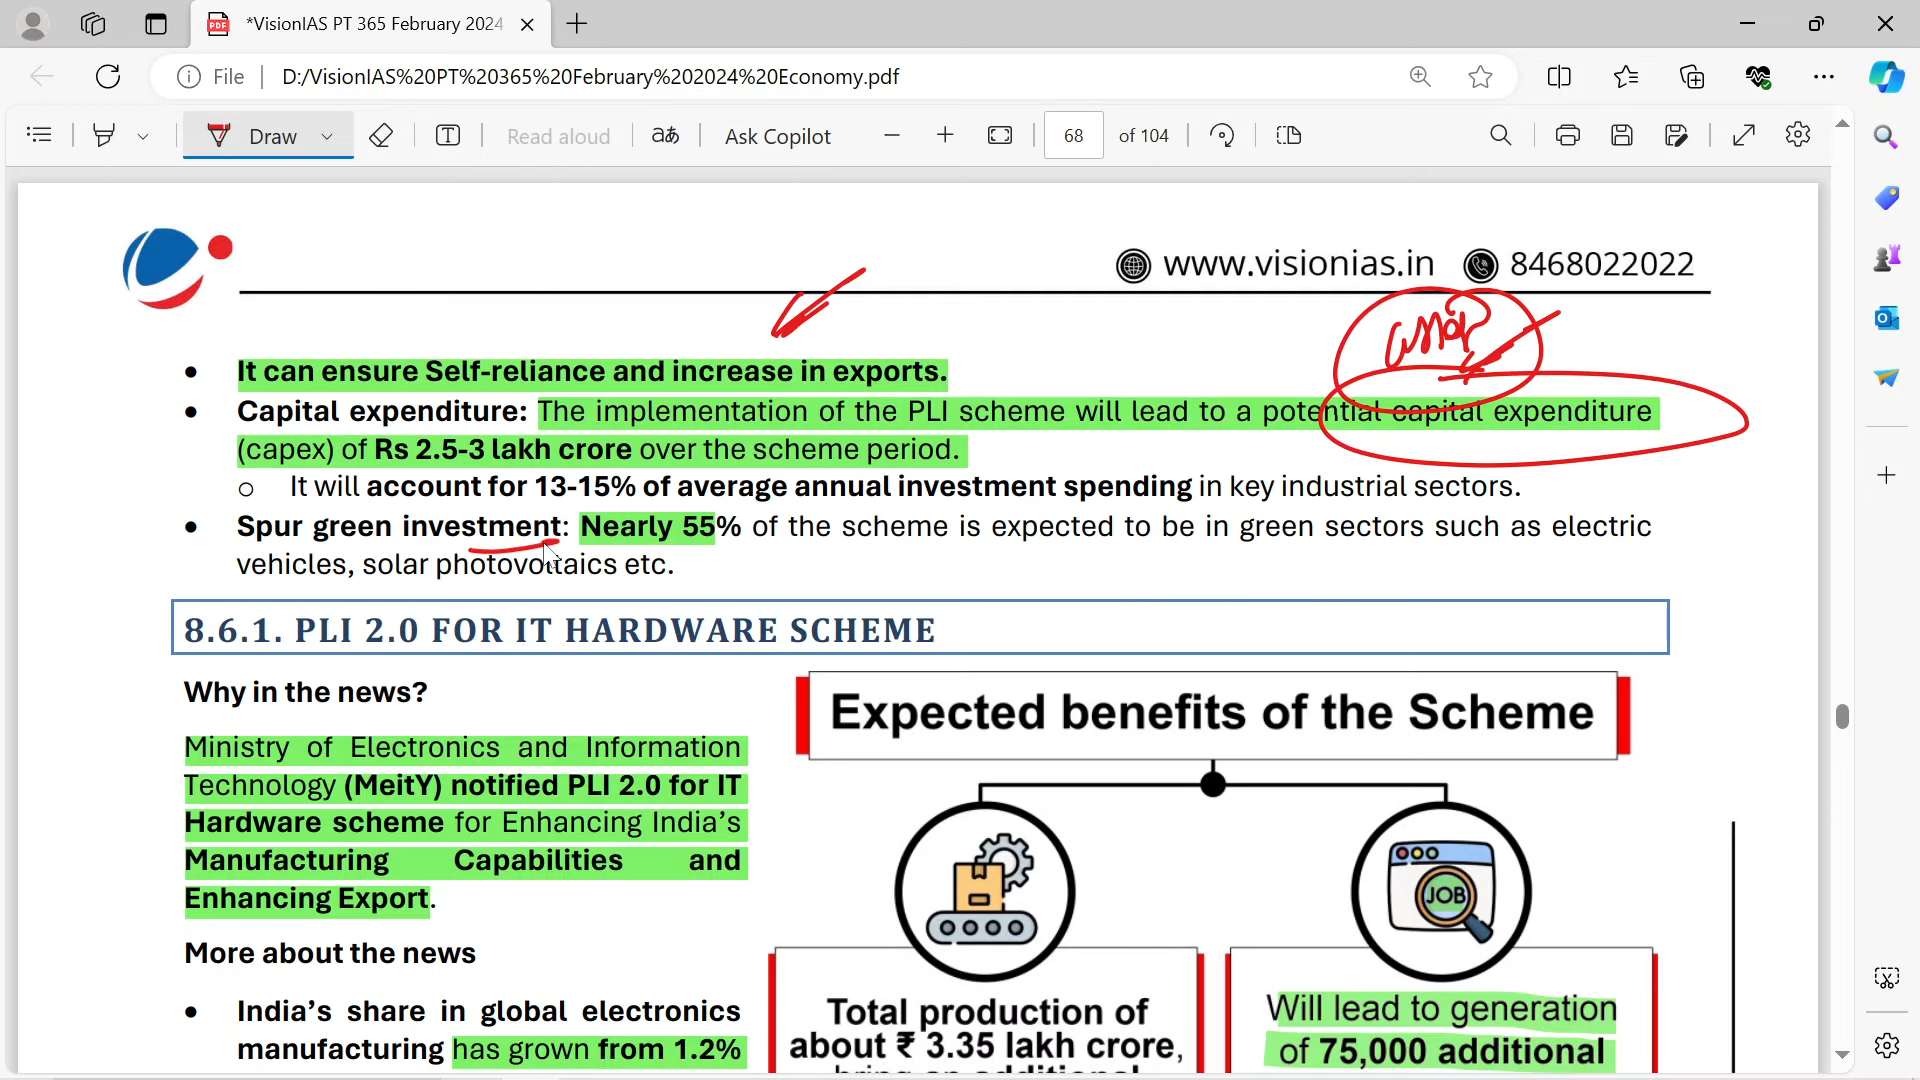 *VisionIAS PT 365 February 2024
File
D:/VisionIAS%20PT%20365%20February%202024%20Economy.pdf
Draw
Read aloud
aあ
Ask Copilot
68
of 104
www.visionias.in 8468022022
• It can ensure Self-reliance and increase in exports.
• Capital expenditure: The implementation of the PLI scheme will lead to a potential capital expenditure
(capex) of Rs 2.5-3 lakh crore over the scheme period.
o It will account for 13-15% of average annual investment spending in key industrial sectors.
• Spur green investment: Nearly 55% of the scheme is expected to be in green sectors such as electric
vehicles, solar photovoltaics etc.
8.6.1. PLI 2.0 FOR IT HARDWARE SCHEME
Why in the news?
Ministry of Electronics and Information
Technology (MeitY) notified PLI 2.0 for IT
Hardware scheme for Enhancing India's
Manufacturing Capabilities and
Enhancing Export.
More about the news
• India's share in global electronics
manufacturing has grown from 1.2%
Expected benefits of the Scheme
JOB
Total production of
about ₹ 3.35 lakh crore,
bring an additional
Will lead to generation
of 75,000 additional